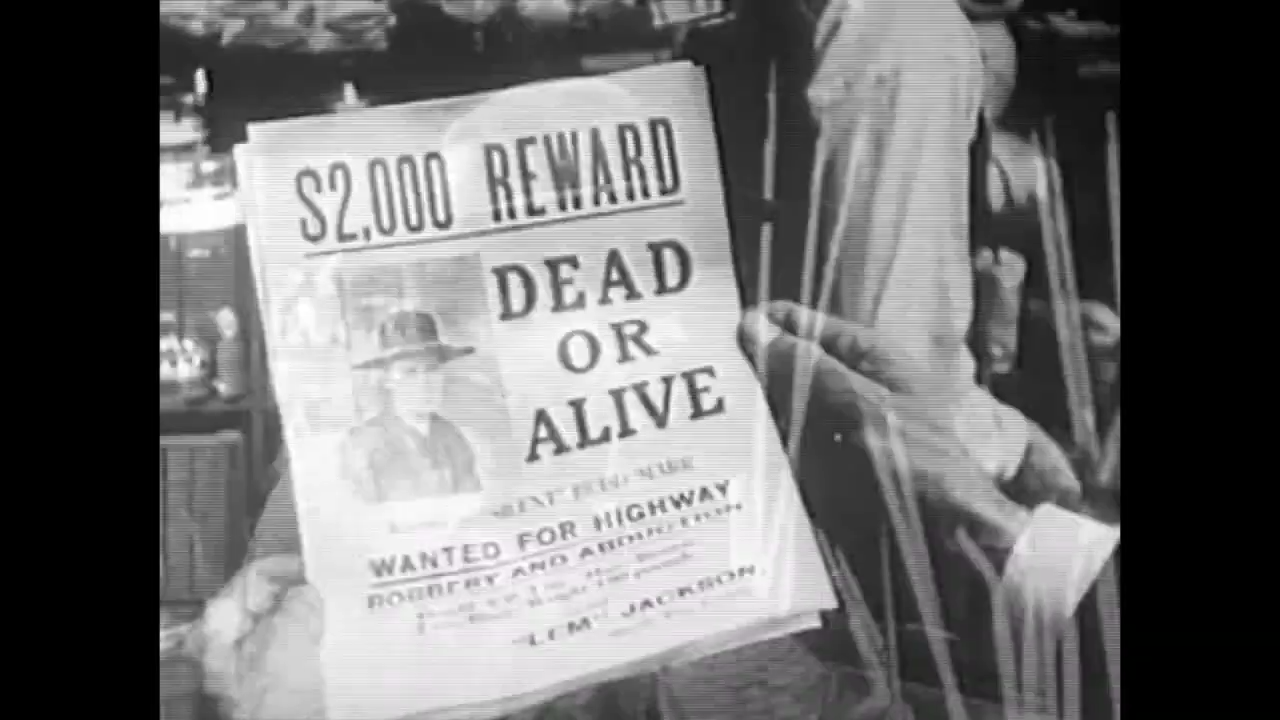 $2,000 REWARD
DEAD
OR
ALIVE
WANTED FOR HIGHWAY
ROBBERY AND ABDUCTION
"LEM" JACKSON,